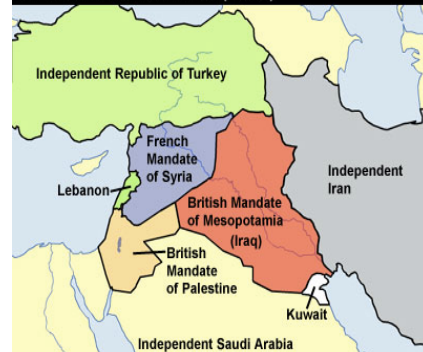 Independent Republic of Turkey
French
Mandate
of Syria
Lebanon
Independent
Iran
British Mandate
of Mesopotamia
(Iraq)
British
Mandate
of Palestine
Kuwait
Independent Saudi Arabia